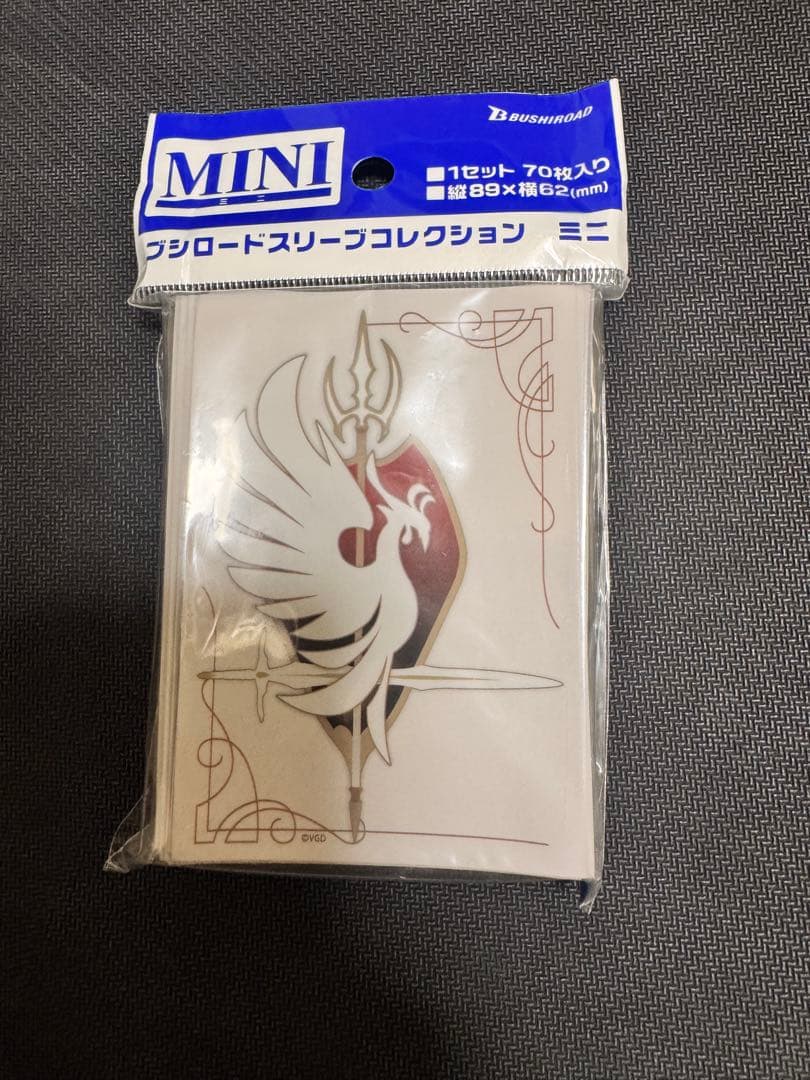 BUSHIROAD
MINI
ミニ
■1セット 70枚入り
■縦89×横62(mm)
ブシロードスリーブコレクション ミニ
©VGD